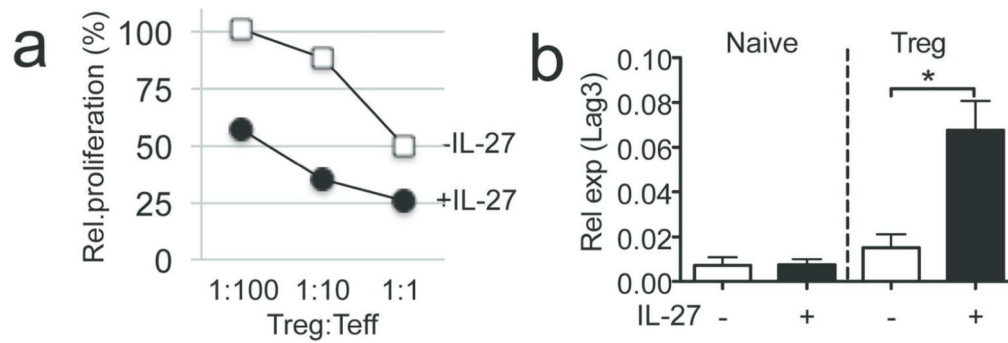 a
Rel.proliferation (%)
100
75
50
25
0
-IL-27
+IL-27
1:100 1:10 1:1
Treg:Teff
b
Naive Treg
Rel exp (Lag3)
0.10
0.08
0.06
0.04
0.02
0.00
*
IL-27 - + - +